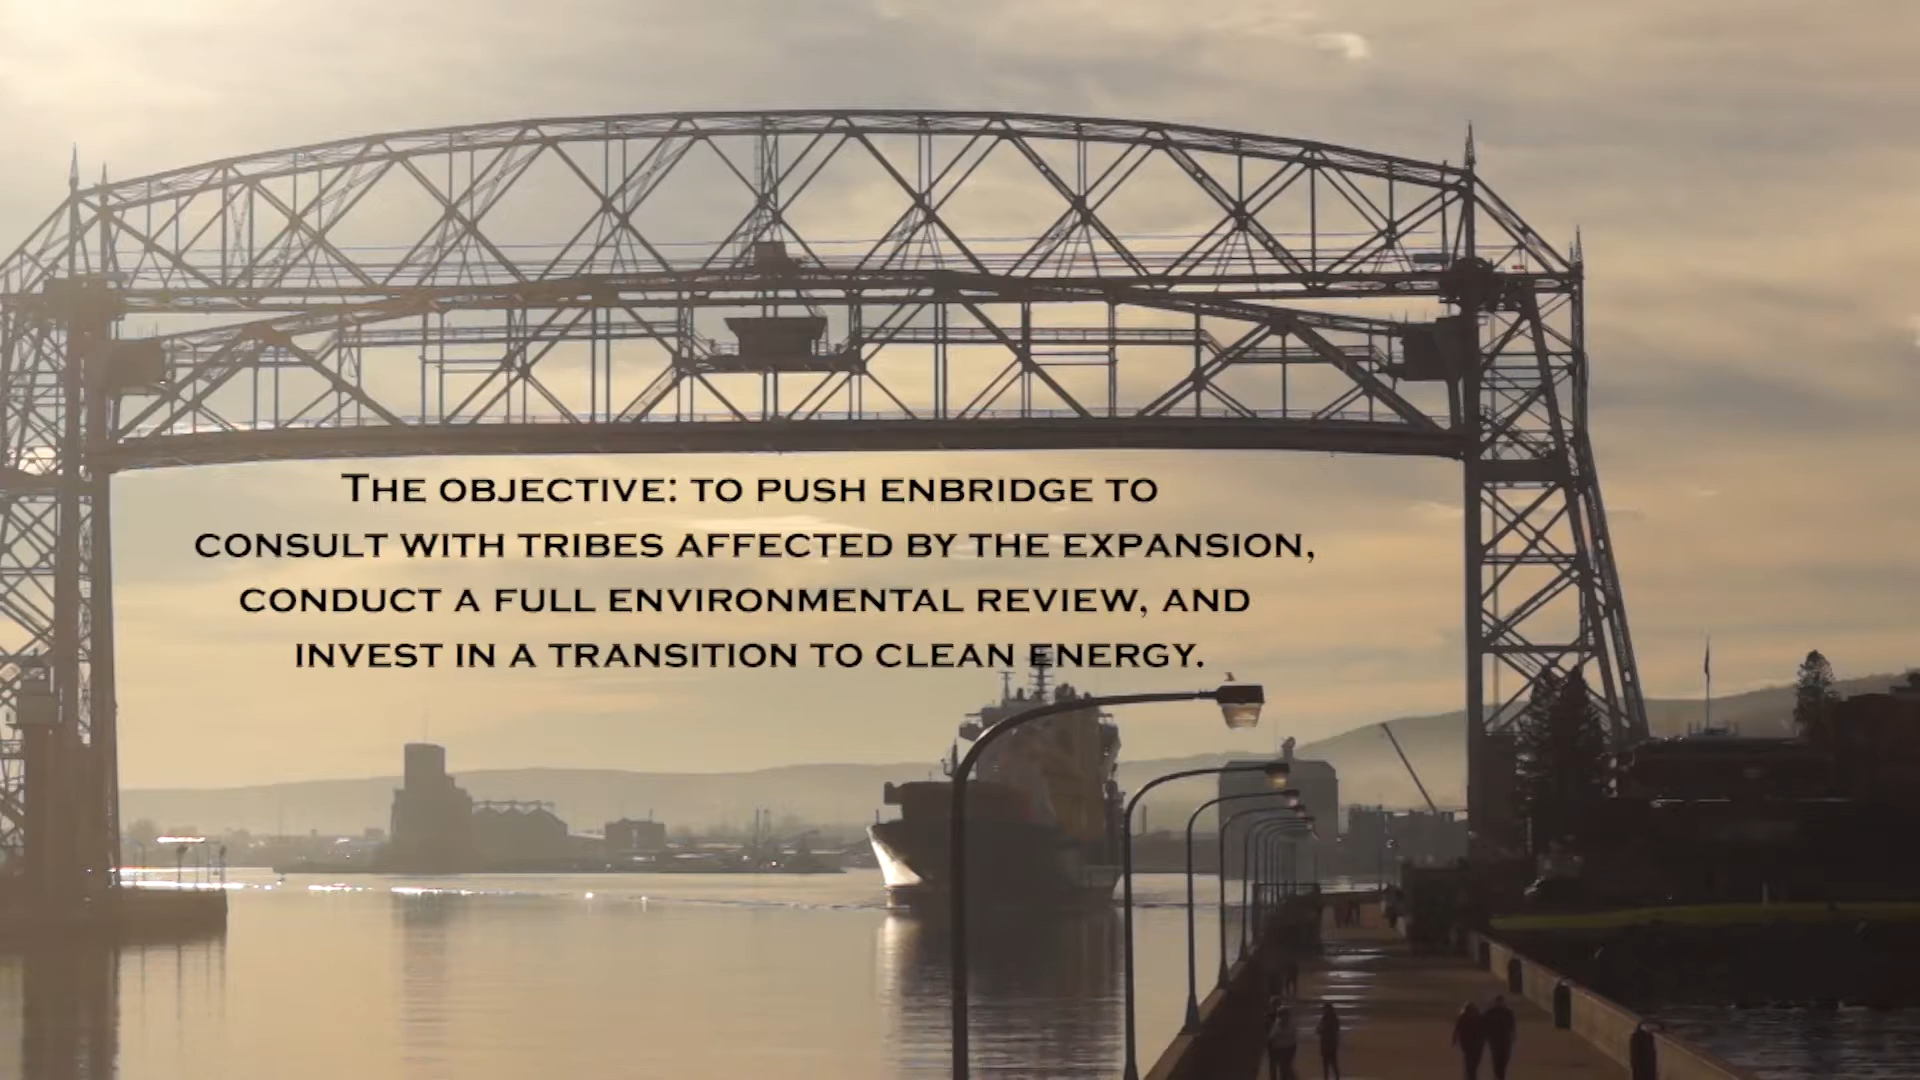 The objective: to push enbridge to
consult with tribes affected by the expansion,
conduct a full environmental review, and
invest in a transition to clean energy.